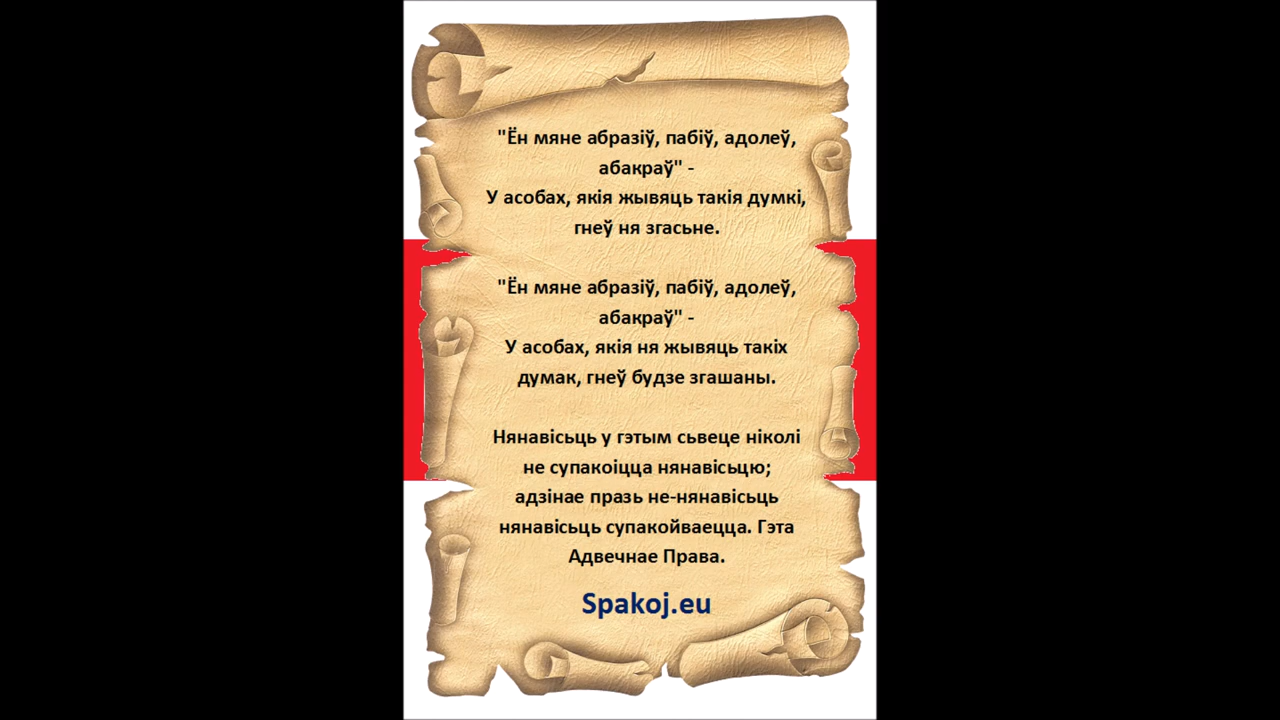 "Ён мяне абразіў, пабіў, адолеў,
абакраў" -
У асобах, якія жывяць такія думкі,
гнеў ня згасьне.
"Ён мяне абразіў, пабіў, адолеў,
абакраў" -
У асобах, якія ня жывяць такіх
думак, гнеў будзе згашаны.
Нянавісьць у гэтым сьвеце ніколі
не супакоіцца нянавісьцю;
адзінае празь не-нянавісьць
нянавісьць супакойваецца. Гэта
Адвечнае Права.
Spakoj.eu